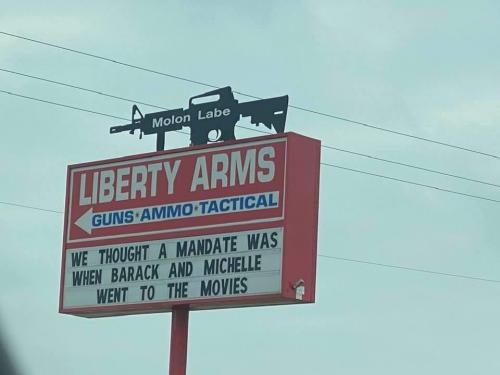 Molon Labe
LIBERTY ARMS
GUNS★AMMO★TACTICAL
WE THOUGHT A MANDATE WAS
WHEN BARACK AND MICHELLE
WENT TO THE MOVIES